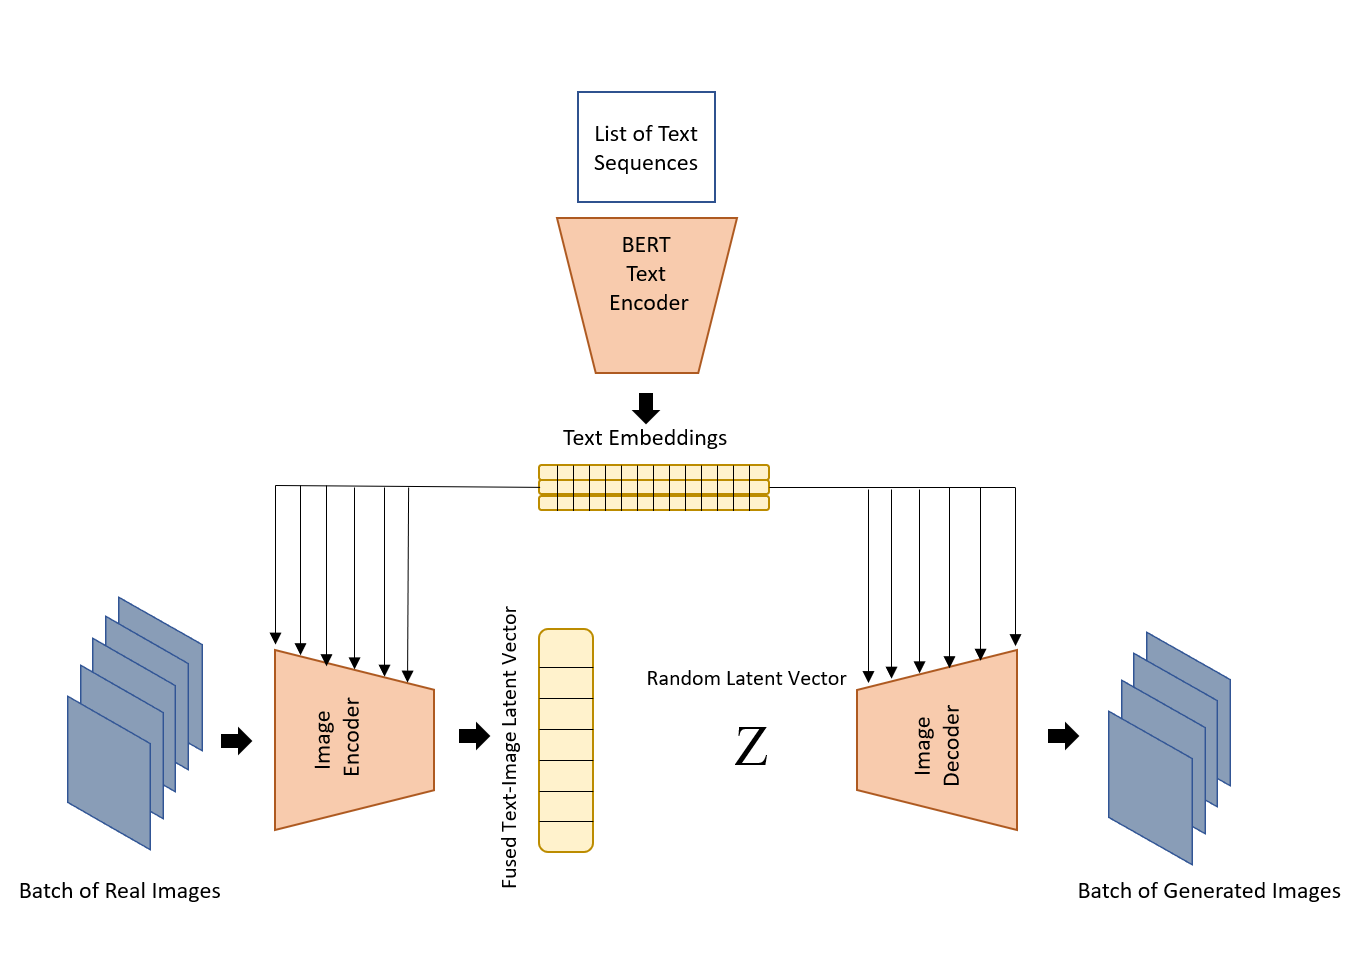 List of Text
Sequences
BERT
Text
Encoder
Text Embeddings
Image
Encoder
Fused Text-Image Latent Vector
Random Latent Vector
Z
Image
Decoder
Batch of Real Images
Batch of Generated Images